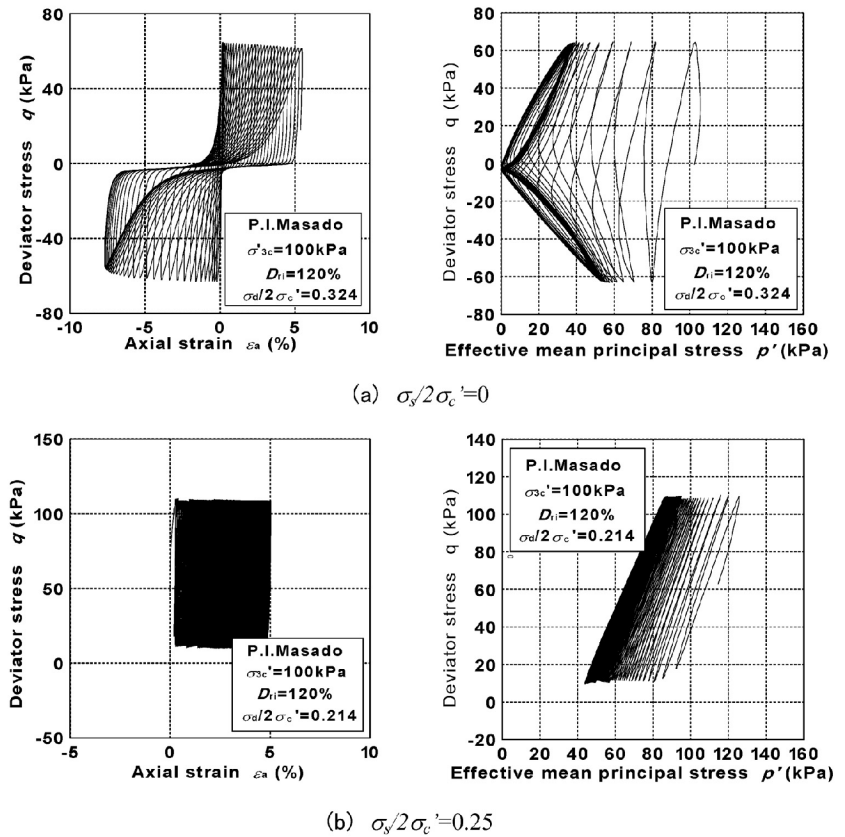 80
40
0
-40
-80
-10
-5
0
5
10
Deviator stress q (kPa)
Axial strain εa (%)
P.I.Masado
σ'3c=100kPa
Dri=120%
σd/2σc'=0.324
80
60
40
20
0
-20
-40
-60
-80
0 20 40 60 80 100 120 140 160
Deviator stress q (kPa)
Effective mean principal stress p' (kPa)
P.I.Masado
σ3c'=100kPa
Dri=120%
σd/2σc'=0.324
(a) σs/2σc'=0
150
100
50
0
-50
-5
0
5
10
Deviator stress q (kPa)
Axial strain εa (%)
P.I.Masado
σ3c'=100kPa
Dri=120%
σd/2σc'=0.214
140
120
100
80
60
40
20
0
-20
0 20 40 60 80 100 120 140 160
Deviator stress q (kPa)
Effective mean principal stress p' (kPa)
P.I.Masado
σ3c'=100kPa
Dri=120%
σd/2σc'=0.214
(b) σs/2σc'=0.25